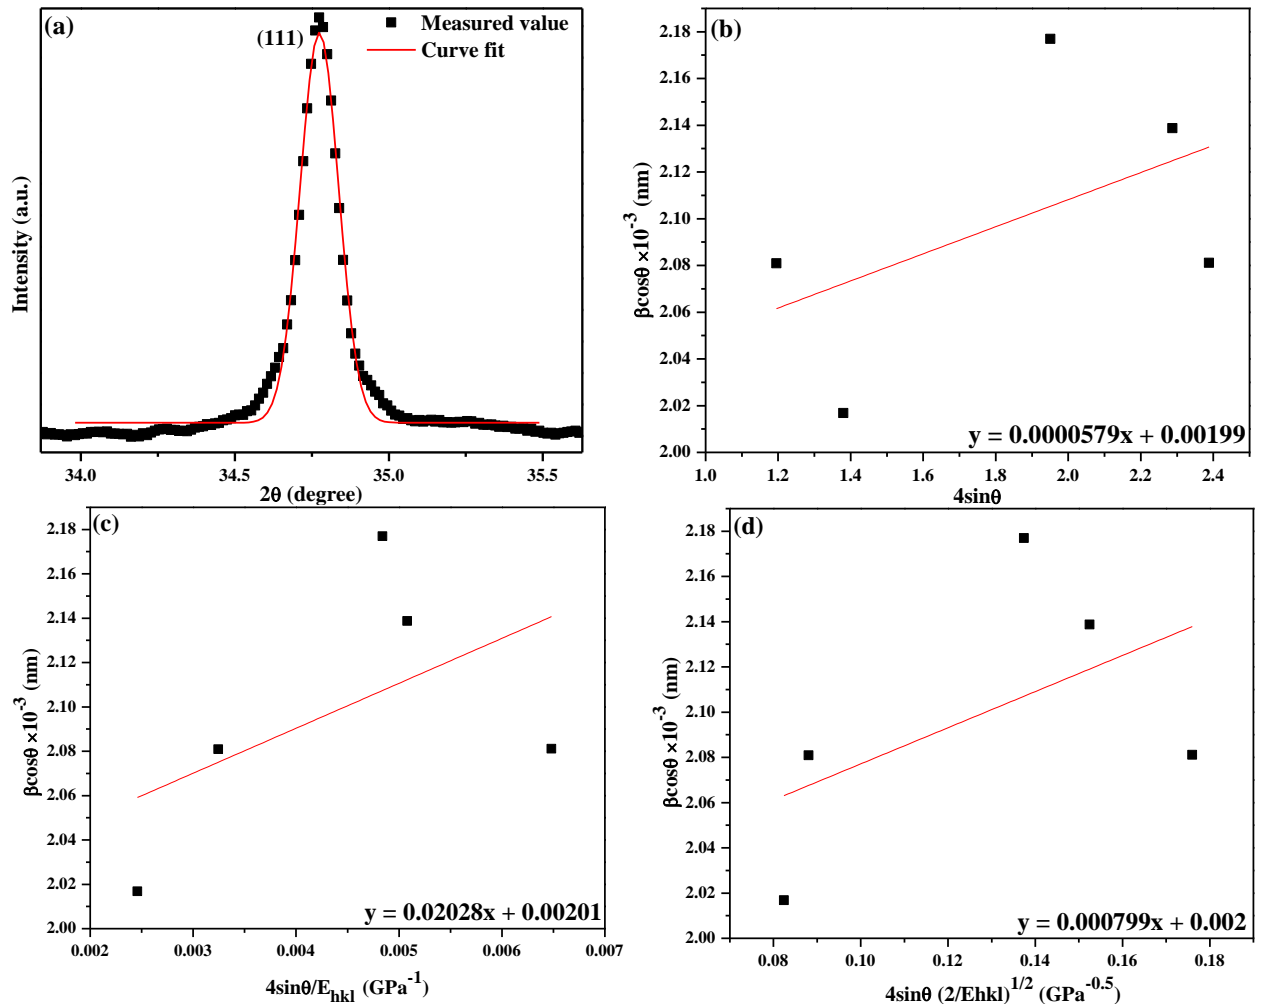 (a)
(111)
Measured value
Curve fit
Intensity (a.u.)
34.0 34.5 35.0 35.5
2θ (degree)
(b)
2.18
2.16
2.14
2.12
2.10
2.08
2.06
2.04
2.02
2.00
βcosθ ×10⁻³ (nm)
y = 0.0000579x + 0.00199
1.0 1.2 1.4 1.6 1.8 2.0 2.2 2.4
4sinθ
(c)
2.18
2.16
2.14
2.12
2.10
2.08
2.06
2.04
2.02
2.00
βcosθ ×10⁻³ (nm)
y = 0.02028x + 0.00201
0.002 0.003 0.004 0.005 0.006 0.007
4sinθ/E_hkl (GPa⁻¹)
(d)
2.18
2.16
2.14
2.12
2.10
2.08
2.06
2.04
2.02
2.00
βcosθ ×10⁻³ (nm)
y = 0.000799x + 0.002
0.08 0.10 0.12 0.14 0.16 0.18
4sinθ (2/Ehkl)^1/2 (GPa^-0.5)